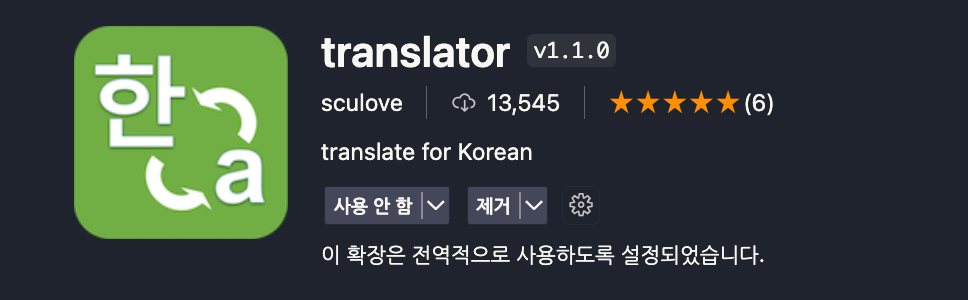 한
a
translator v1.1.0
sculove 13,545 ★★★★★(6)
translate for Korean
사용 안 함 제거
이 확장은 전역적으로 사용하도록 설정되었습니다.